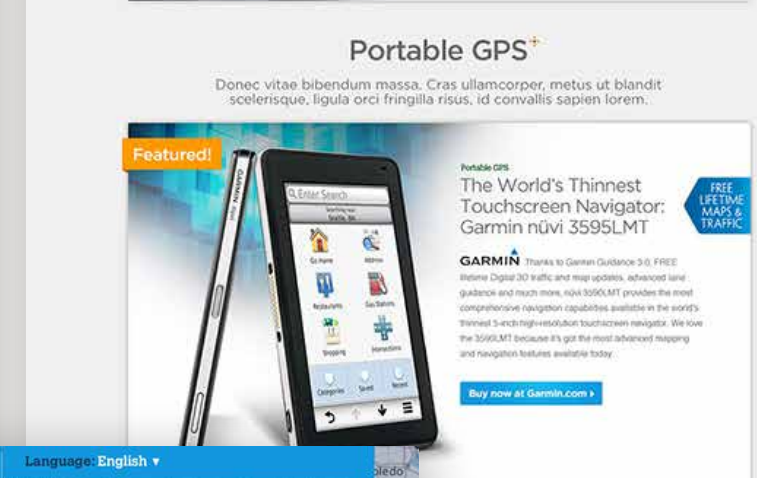 Portable GPS
Donec vitae bibendum massa. Cras ullamcorper, metus ut blandit
scelerisque, ligula orci fringilla risus, id convallis sapien lorem.
Featured!
GARMIN
Enter Search
Searching near
Seattle, WA
Go Home
Address
Restaurants
Gas Stations
Shopping
Intersections
Categories
Saved
Recent
Portable GPS
The World's Thinnest
Touchscreen Navigator:
Garmin nüvi 3595LMT
FREE
LIFETIME
MAPS &
TRAFFIC
GARMIN Thanks to Garmin Guidance 3.0, FREE
lifetime Digital 3D traffic and map updates, advanced lane
guidance and much more, nüvi 3590LMT provides the most
comprehensive navigation capabilities available in the world's
thinnest 5-inch high-resolution touchscreen navigator. We love
the 3590LMT because it's got the most advanced mapping
and navigation features available today.
Buy now at Garmin.com
Language: English
oledo